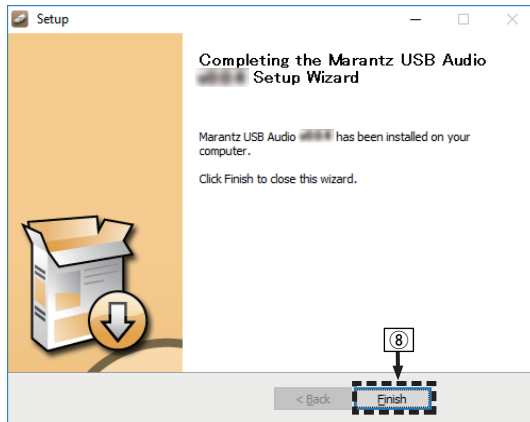 Setup
Completing the Marantz USB Audio
Setup Wizard
Marantz USB Audio has been installed on your
computer.
Click Finish to close this wizard.
⑧
< Back
Finish